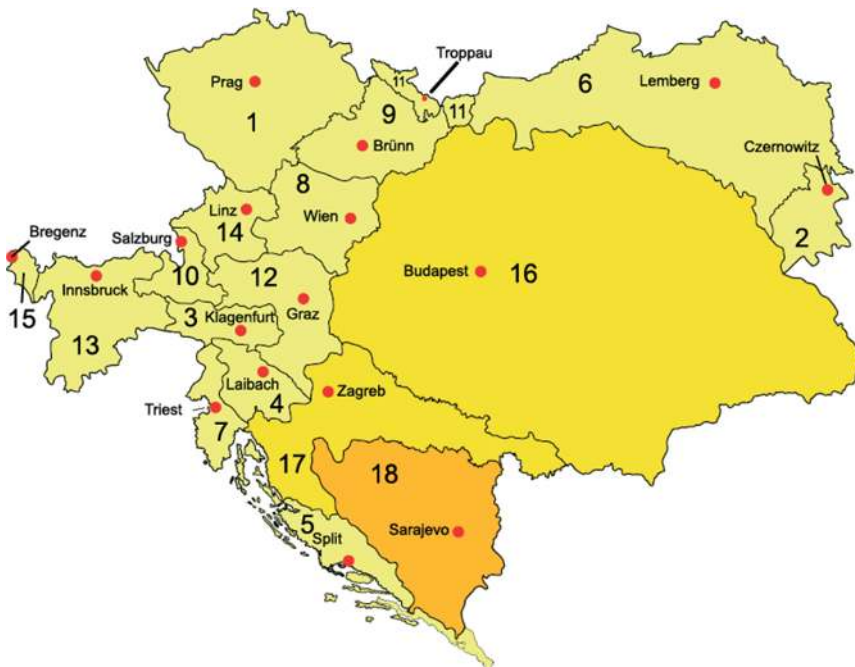 Troppau
11
6
Prag
Lemberg
9
11
1
Brünn
Czernowitz
8
Linz
Wien
Bregenz
Salzburg
14
2
12
Budapest
16
10
Innsbruck
Graz
15
3
Klagenfurt
13
Laibach
Zagreb
Triest
4
7
17
18
5
Split
Sarajevo